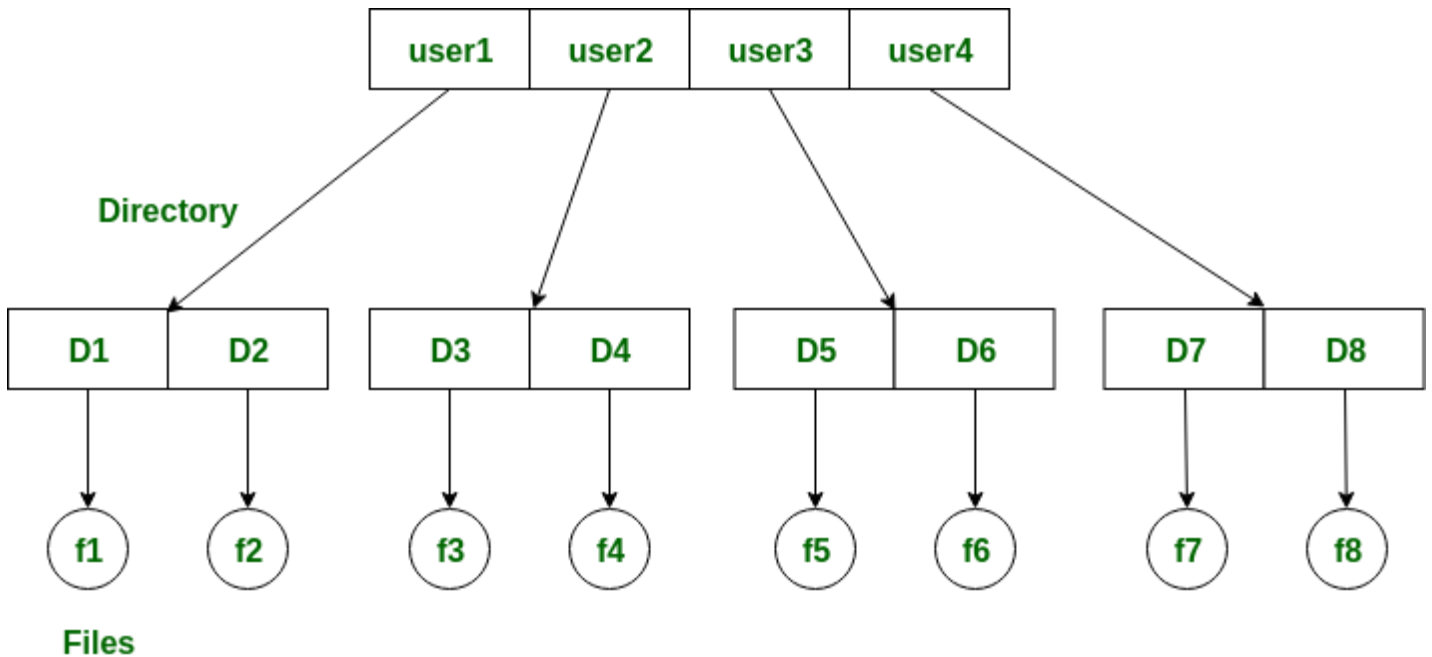 user1 user2 user3 user4
Directory
D1 D2 D3 D4 D5 D6 D7 D8
f1 f2 f3 f4 f5 f6 f7 f8
Files